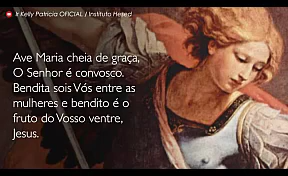 Ir Kelly Patrícia OFICIAL / Instituto Hesed
Ave Maria cheia de graça,
O Senhor é convosco.
Bendita sois Vós entre as
mulheres e bendito é o
fruto do Vosso ventre,
Jesus.